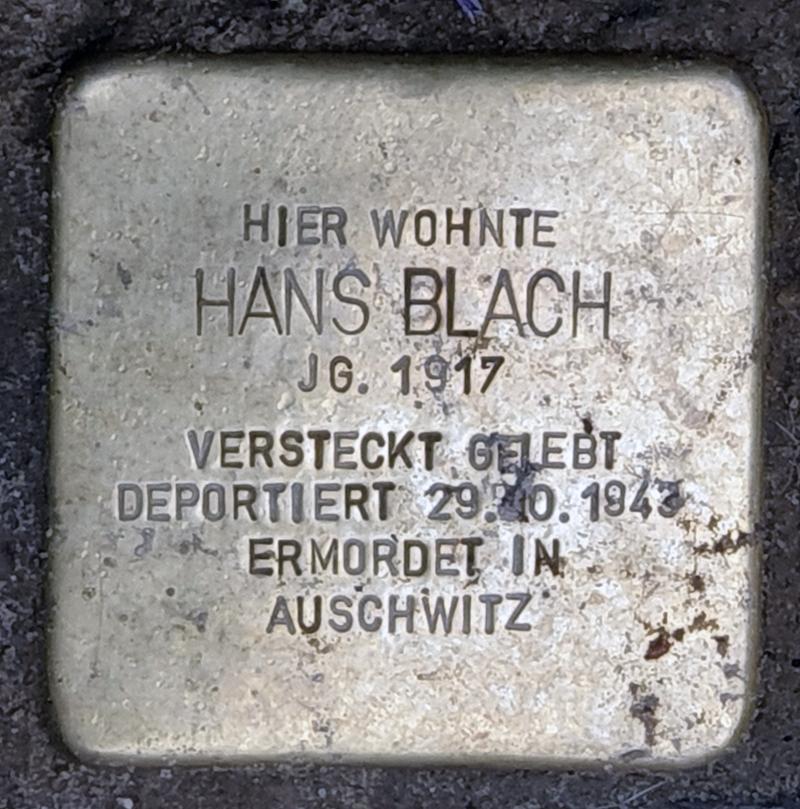 HIER WOHNTE
HANS BLACH
JG. 1917
VERSTECKT GELEBT
DEPORTIERT 29.10.1943
ERMORDET IN
AUSCHWITZ